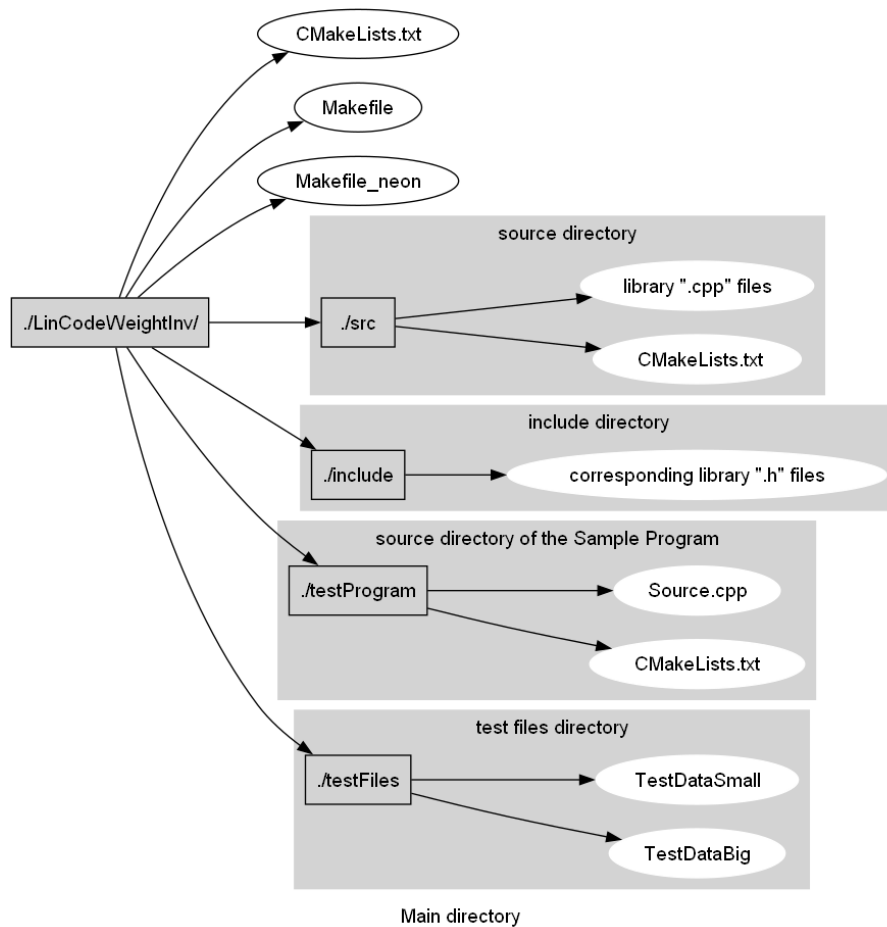 CMakeLists.txt
Makefile
Makefile_neon
source directory
./LinCodeWeightInv/
./src
library ".cpp" files
CMakeLists.txt
include directory
./include
corresponding library ".h" files
source directory of the Sample Program
./testProgram
Source.cpp
CMakeLists.txt
test files directory
./testFiles
TestDataSmall
TestDataBig
Main directory